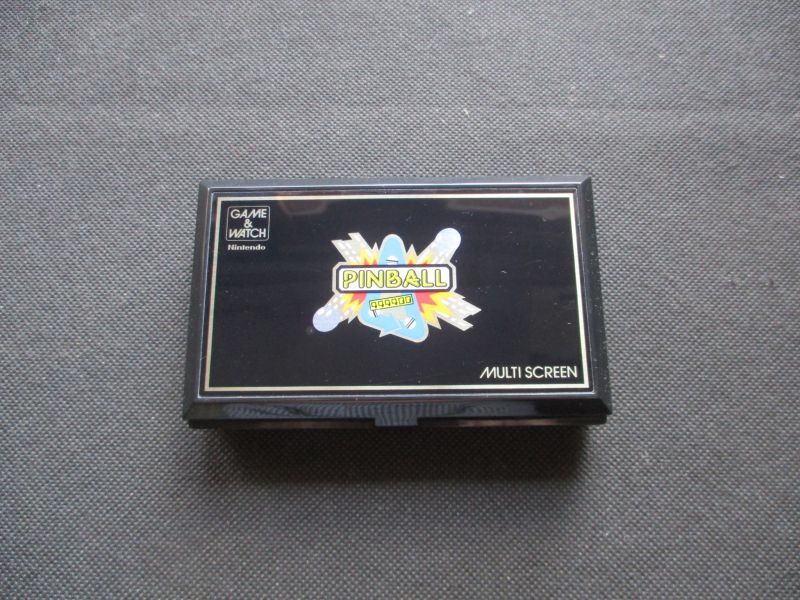 GAME
&
WATCH
Nintendo
PINBALL
MULTI SCREEN